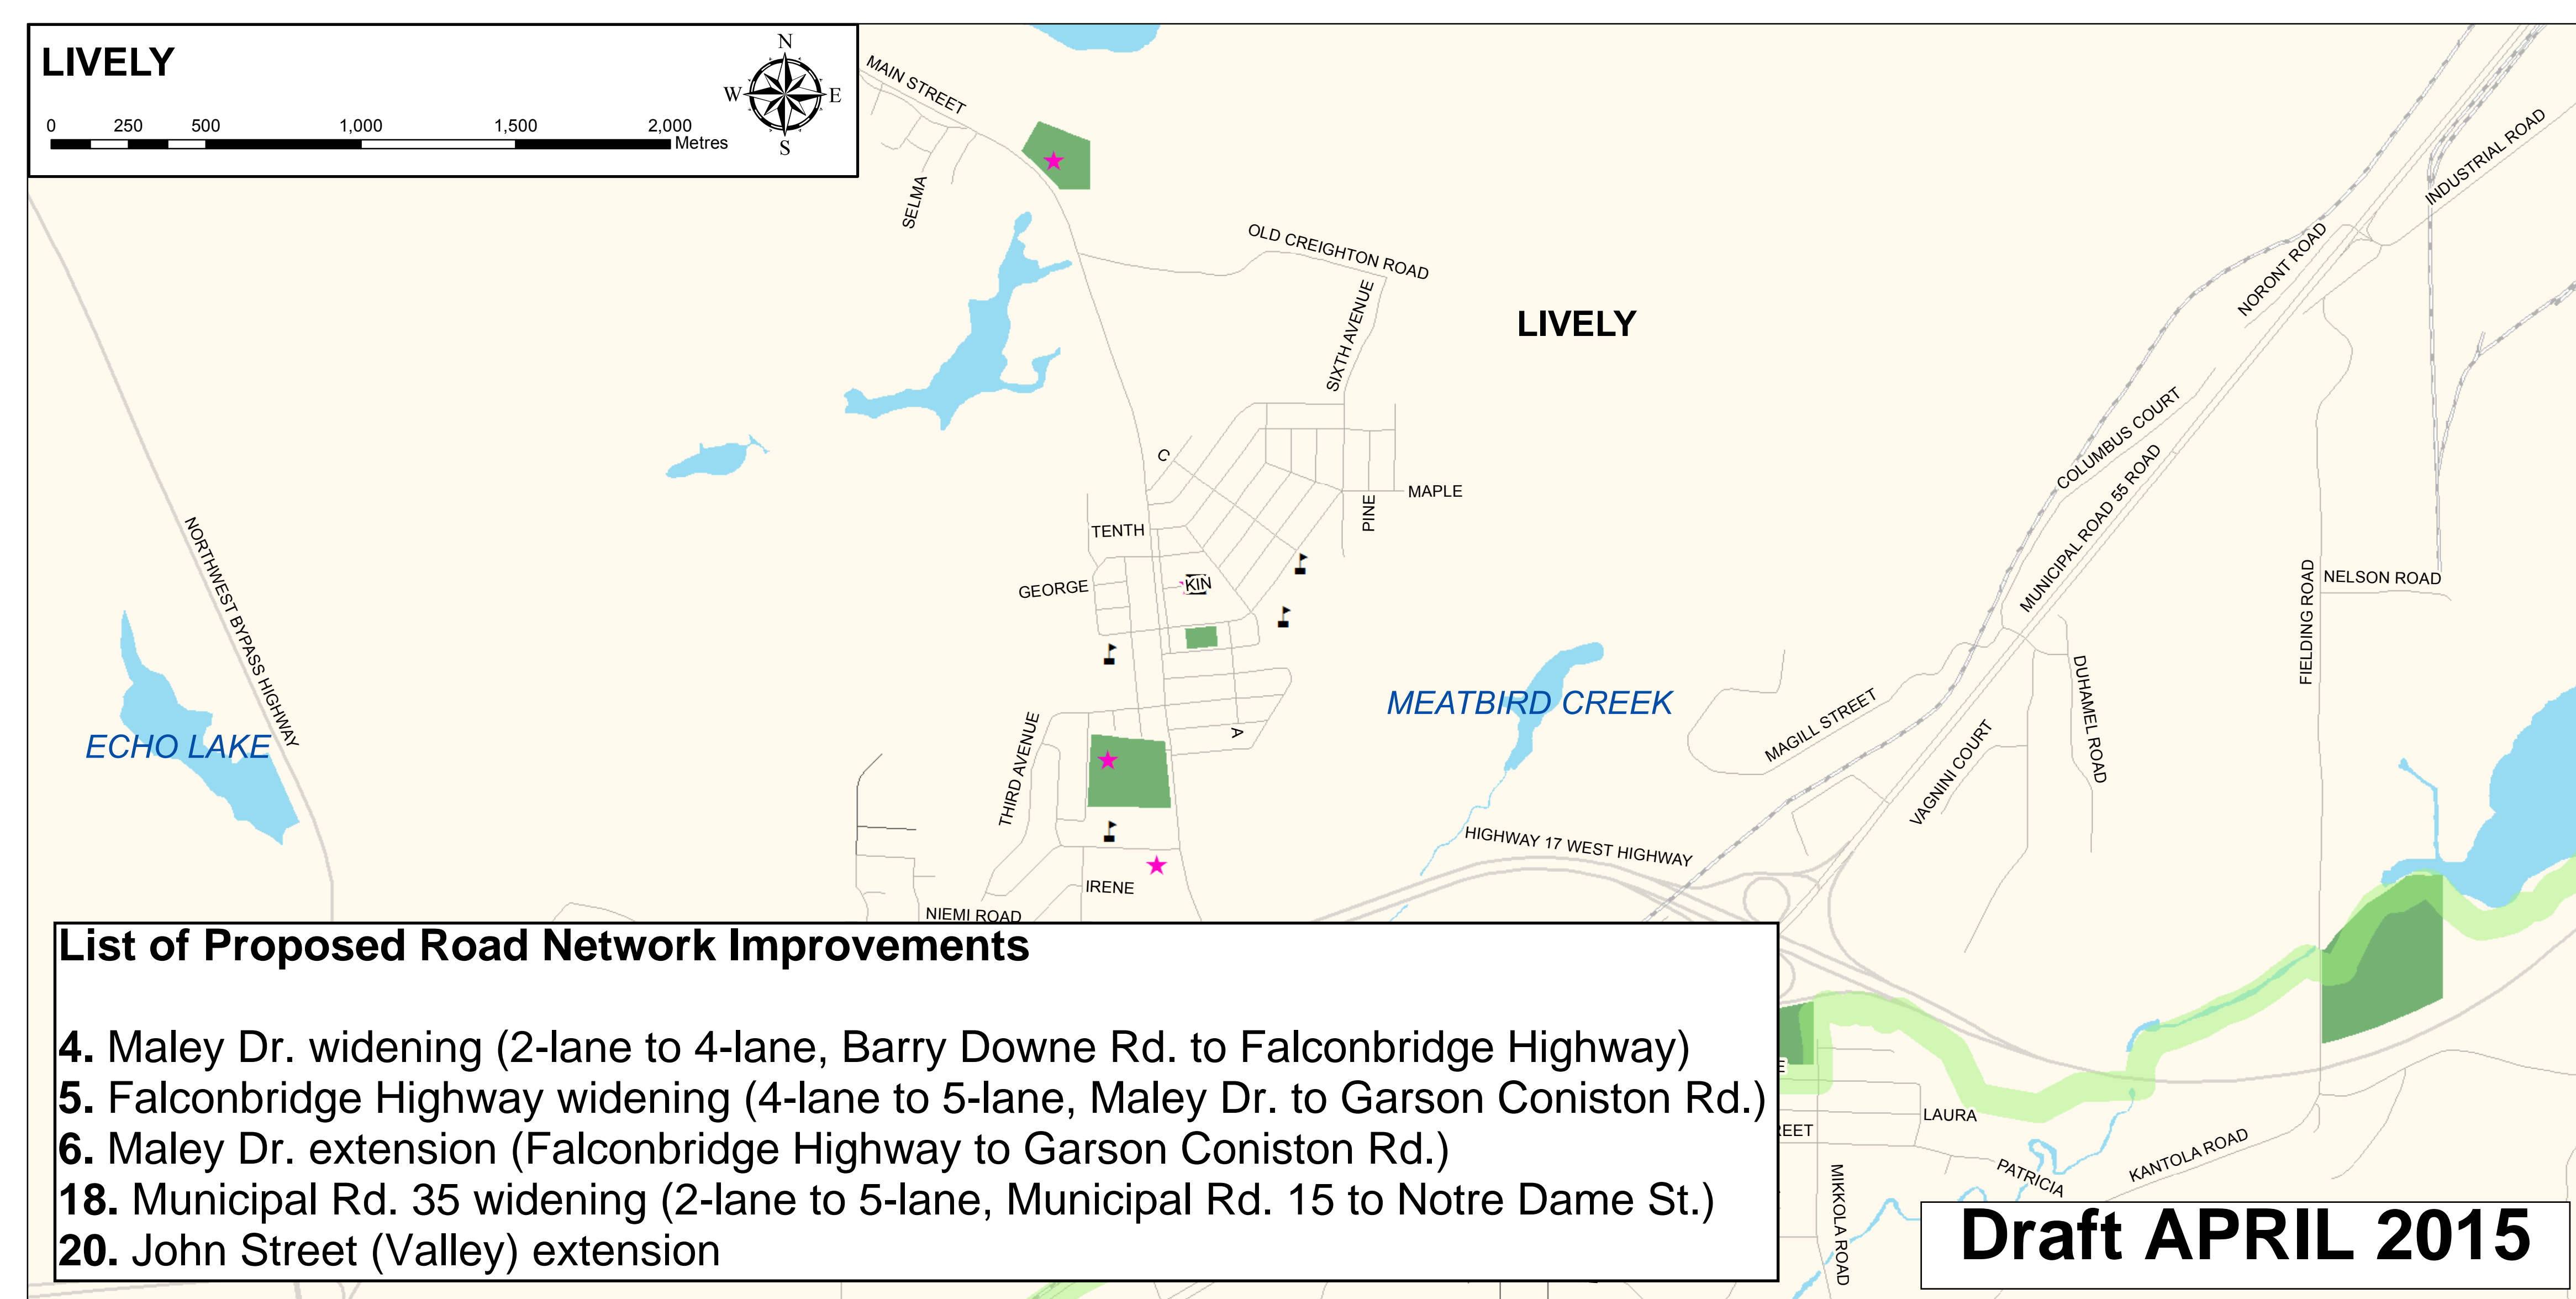 LIVELY
N
W E
S
0 250 500 1,000 1,500 2,000
Metres
MAIN STREET
SELMA
OLD CREIGHTON ROAD
SIXTH AVENUE
LIVELY
INDUSTRIAL ROAD
NORONT ROAD
COLUMBUS COURT
MUNICIPAL ROAD 55 ROAD
C
MAPLE
PINE
TENTH
GEORGE
KIN
NORTHWEST BYPASS HIGHWAY
ECHO LAKE
MEATBIRD CREEK
FIELDING ROAD
NELSON ROAD
DUHAMEL ROAD
MAGILL STREET
VAGNINI COURT
THIRD AVENUE
A
HIGHWAY 17 WEST HIGHWAY
IRENE
NIEMI ROAD
List of Proposed Road Network Improvements
4. Maley Dr. widening (2-lane to 4-lane, Barry Downe Rd. to Falconbridge Highway)
5. Falconbridge Highway widening (4-lane to 5-lane, Maley Dr. to Garson Coniston Rd.)
6. Maley Dr. extension (Falconbridge Highway to Garson Coniston Rd.)
18. Municipal Rd. 35 widening (2-lane to 5-lane, Municipal Rd. 15 to Notre Dame St.)
20. John Street (Valley) extension
LAURA
PATRICIA
KANTOLA ROAD
MIKKOLA ROAD
Draft APRIL 2015